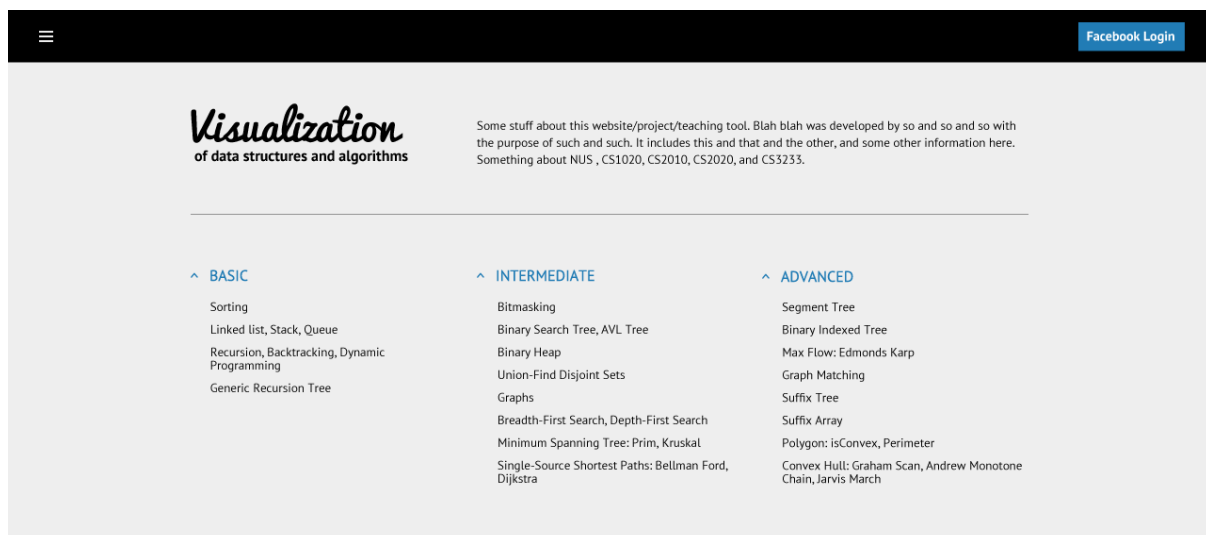 Facebook Login
Visualization
of data structures and algorithms
Some stuff about this website/project/teaching tool. Blah blah was developed by so and so and so with
the purpose of such and such. It includes this and that and the other, and some other information here.
Something about NUS , CS1020, CS2010, CS2020, and CS3233.
BASIC
Sorting
Linked list, Stack, Queue
Recursion, Backtracking, Dynamic
Programming
Generic Recursion Tree
INTERMEDIATE
Bitmasking
Binary Search Tree, AVL Tree
Binary Heap
Union-Find Disjoint Sets
Graphs
Breadth-First Search, Depth-First Search
Minimum Spanning Tree: Prim, Kruskal
Single-Source Shortest Paths: Bellman Ford,
Dijkstra
ADVANCED
Segment Tree
Binary Indexed Tree
Max Flow: Edmonds Karp
Graph Matching
Suffix Tree
Suffix Array
Polygon: isConvex, Perimeter
Convex Hull: Graham Scan, Andrew Monotone
Chain, Jarvis March